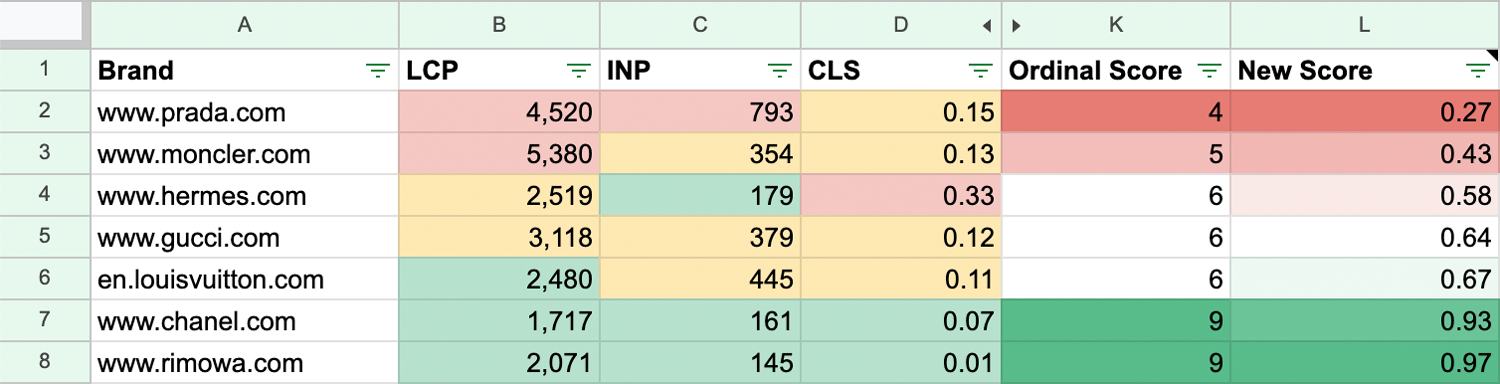 A B C D K L
1 Brand LCP INP CLS Ordinal Score New Score
2 www.prada.com 4,520 793 0.15 4 0.27
3 www.moncler.com 5,380 354 0.13 5 0.43
4 www.hermes.com 2,519 179 0.33 6 0.58
5 www.gucci.com 3,118 379 0.12 6 0.64
6 en.louisvuitton.com 2,480 445 0.11 6 0.67
7 www.chanel.com 1,717 161 0.07 9 0.93
8 www.rimowa.com 2,071 145 0.01 9 0.97